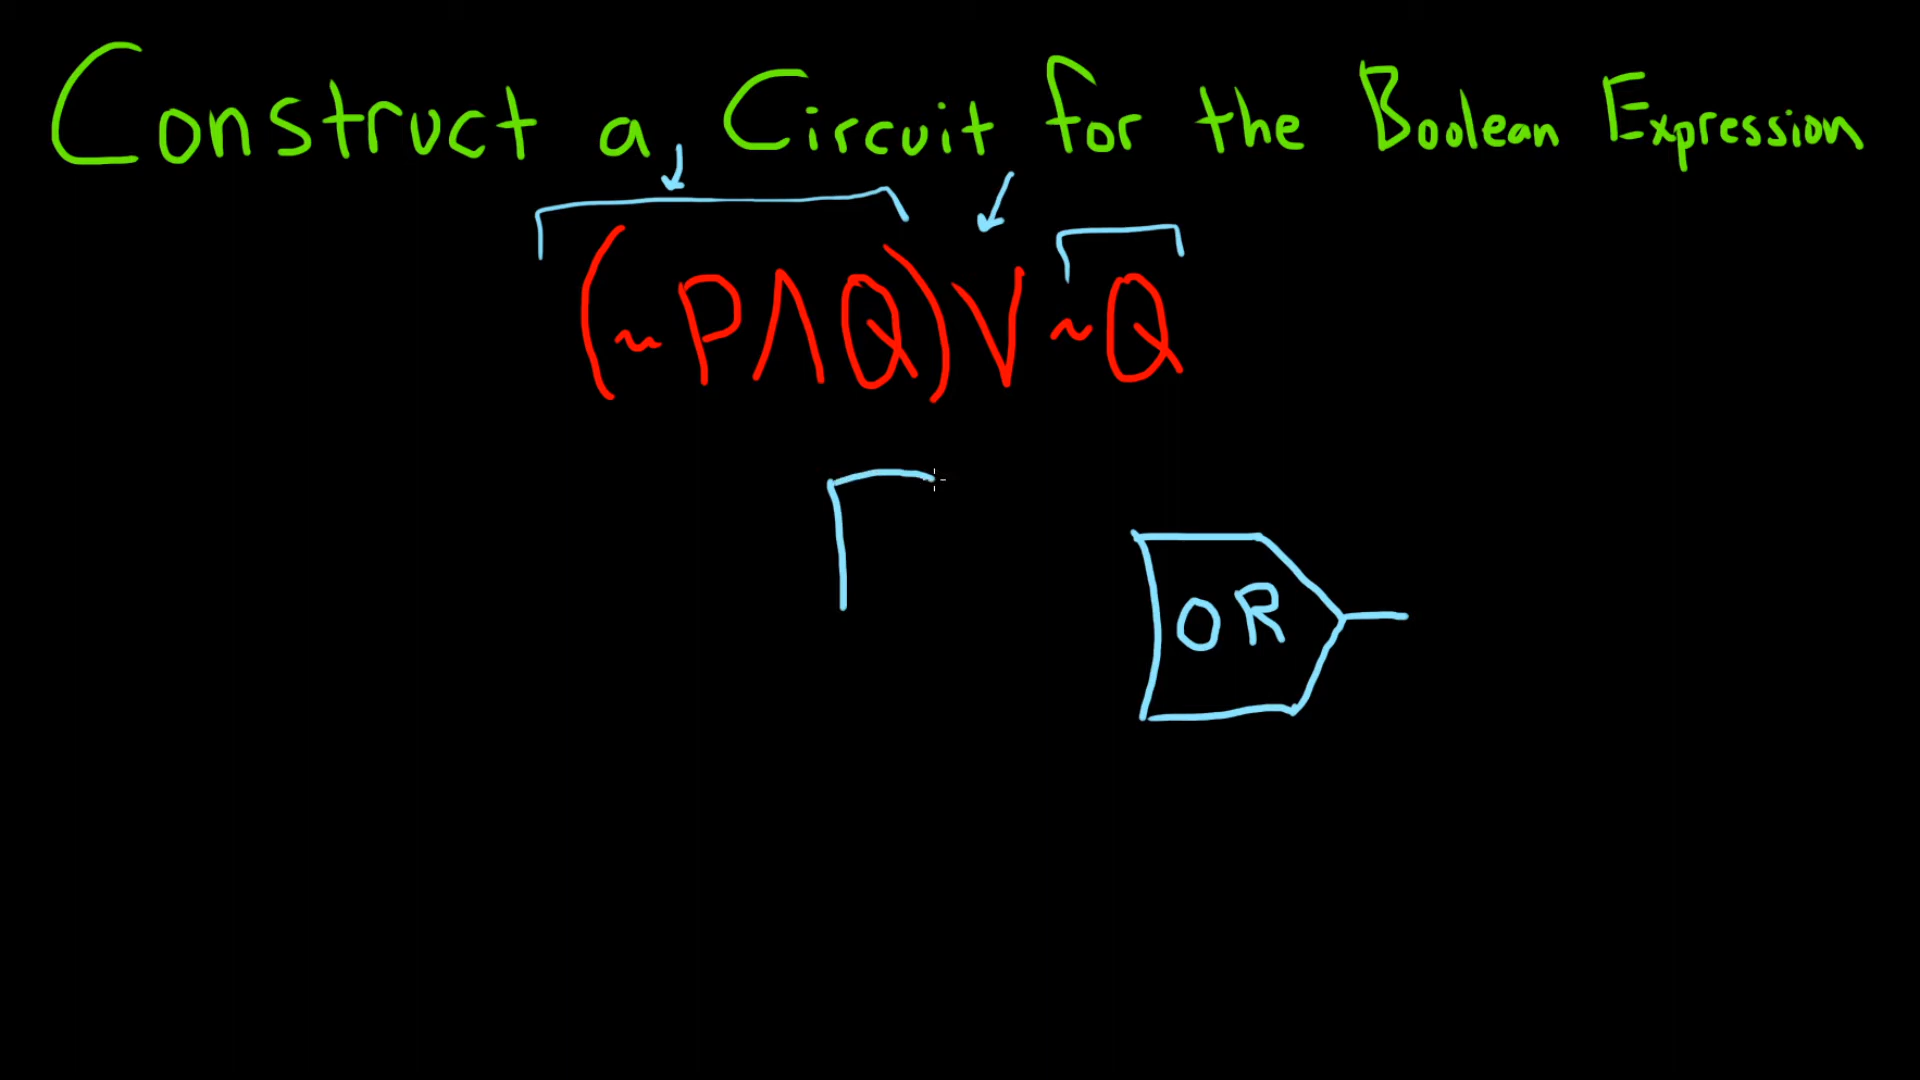 Construct a Circuit for the Boolean Expression
(~P∧Q)∨~Q
OR